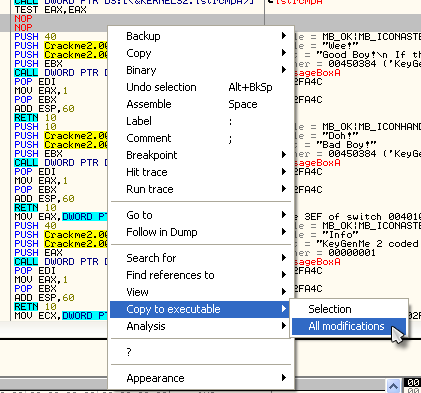 CALL DWORD PTR DS:[<&KERNEL32.lstrcmpA>]
TEST EAX,EAX
NOP
NOP
PUSH 40
PUSH Crackme2.00
PUSH Crackme2.00
PUSH EBX
CALL DWORD PTR
POP EDI
MOV EAX,1
POP EBX
ADD ESP,60
RETN 10
PUSH 10
PUSH Crackme2.00
PUSH Crackme2.00
PUSH EBX
CALL DWORD PTR
POP EDI
MOV EAX,1
POP EBX
ADD ESP,60
RETN 10
MOV EAX,DWORD PT
PUSH 40
PUSH Crackme2.00
PUSH Crackme2.00
PUSH EAX
CALL DWORD PTR
POP EDI
MOV EAX,1
POP EBX
ADD ESP,60
RETN 10
MOV ECX,DWORD PT
Backup
Copy
Binary
Undo selection Alt+BkSp
Assemble Space
Label :
Comment ;
Breakpoint
Hit trace
Run trace
Go to
Follow in Dump
Search for
Find references to
View
Copy to executable
Analysis
?
Appearance
Selection
All modifications
lstrcmpA
le = MB_OK|MB_ICONASTE
e = "Wee!"
= "Good Boy!\n If th
er = 00450384 ('KeyGe
sageBoxA
2FA4C
le = MB_OK|MB_ICONHAND
e = "Doh!"
= "Bad Boy!"
er = 00450384 ('KeyGe
sageBoxA
2FA4C
e 3EF of switch 004010
le = MB_OK|MB_ICONASTE
e = "Info"
= "KeyGenMe 2 coded
er = 00000001
sageBoxA
2FA4C
00